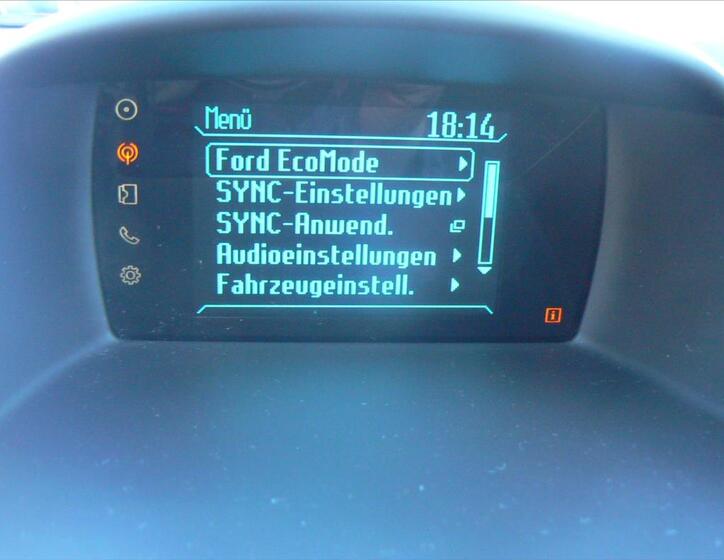 Menü 18:14
Ford EcoMode
SYNC-Einstellungen
SYNC-Anwend.
Audioeinstellungen
Fahrzeugeinstell.
i